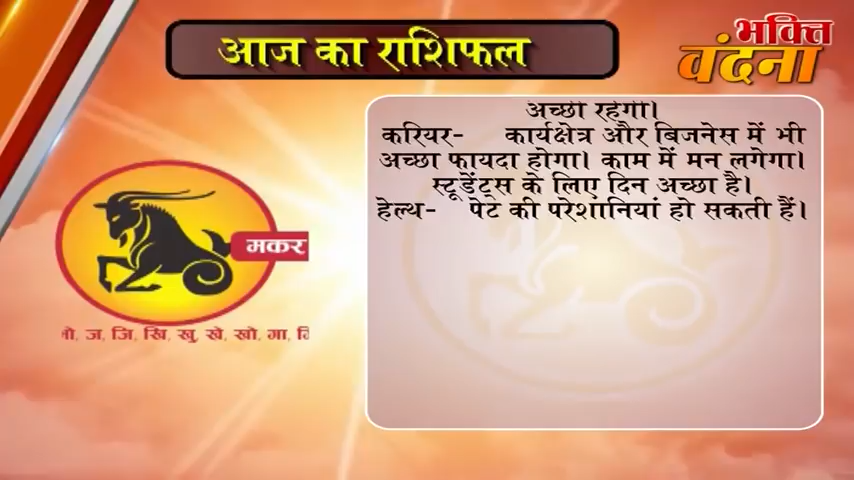 आज का राशिफल
भक्ति
वंदना
अच्छा रहेगा।
करियर- कार्यक्षेत्र और बिजनेस में भी
अच्छा फायदा होगा। काम में मन लगेगा।
स्टूडेंट्स के लिए दिन अच्छा है।
हेल्थ- पेट की परेशानियां हो सकती हैं।
मकर
ज, जि, खि, खु, खे, खो, गा,